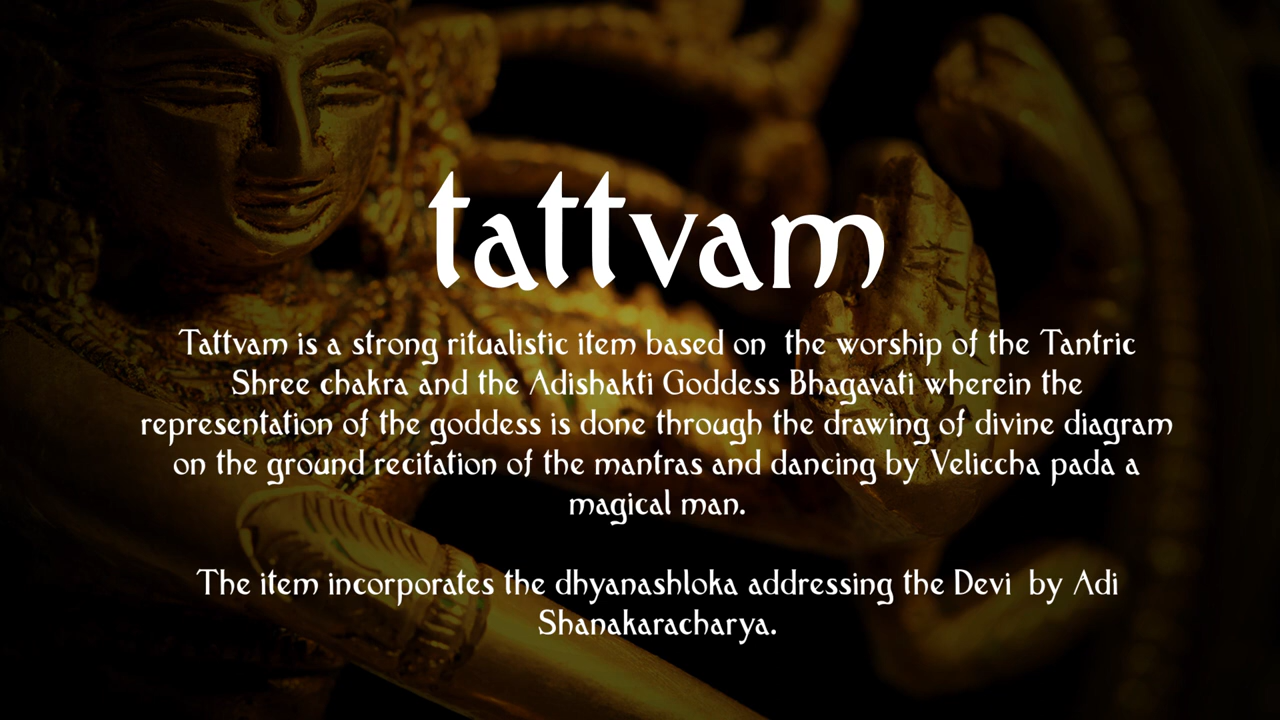 tattvam
Tattvam is a strong ritualistic item based on  the worship of the Tantric
Shree chakra and the Adishakti Goddess Bhagavati wherein the
representation of the goddess is done through the drawing of divine diagram
on the ground recitation of the mantras and dancing by Veliccha pada a
magical man.
The item incorporates the dhyanashloka addressing the Devi  by Adi
Shanakaracharya.